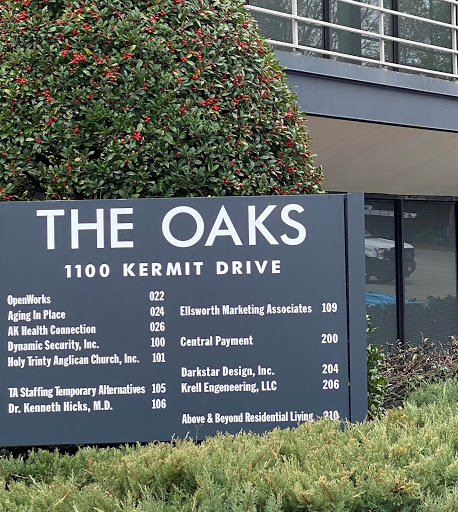 THE OAKS
1100 KERMIT DRIVE
OpenWorks 022
Aging In Place 024
AK Health Connection 026
Dynamic Security, Inc. 100
Holy Trinty Anglican Church, Inc. 101
TA Staffing Temporary Alternatives 105
Dr. Kenneth Hicks, M.D. 106
Ellsworth Marketing Associates 109
Central Payment 200
Darkstar Design, Inc. 204
Krell Engeneering, LLC 206
Above & Beyond Residential Living 210